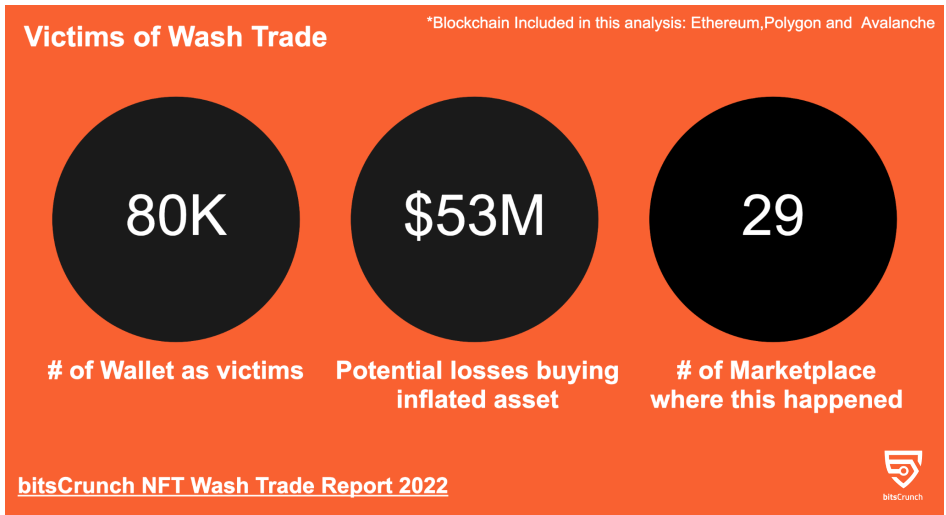 Victims of Wash Trade
*Blockchain Included in this analysis: Ethereum,Polygon and  Avalanche
80K
$53M
29
# of Wallet as victims
Potential losses buying
inflated asset
# of Marketplace
where this happened
bitsCrunch NFT Wash Trade Report 2022
bitsCrunch